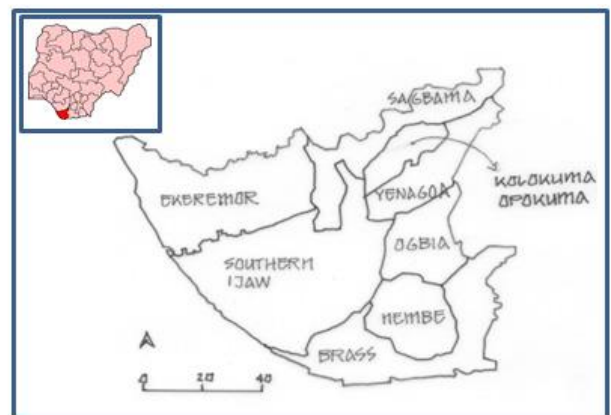 SAGBAMA
KOLOKUMA
OPOKUMA
EKEREMOR
YENAGOA
OGBIA
SOUTHERN
IJAW
NEMBE
BRASS
0 20 40